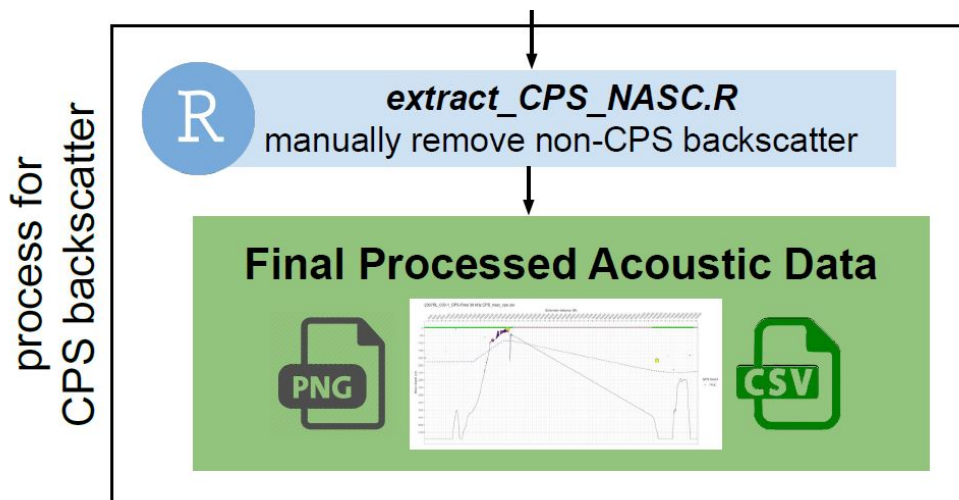 process for
CPS backscatter
R
extract_CPS_NASC.R
manually remove non-CPS backscatter
Final Processed Acoustic Data
PNG
CSV